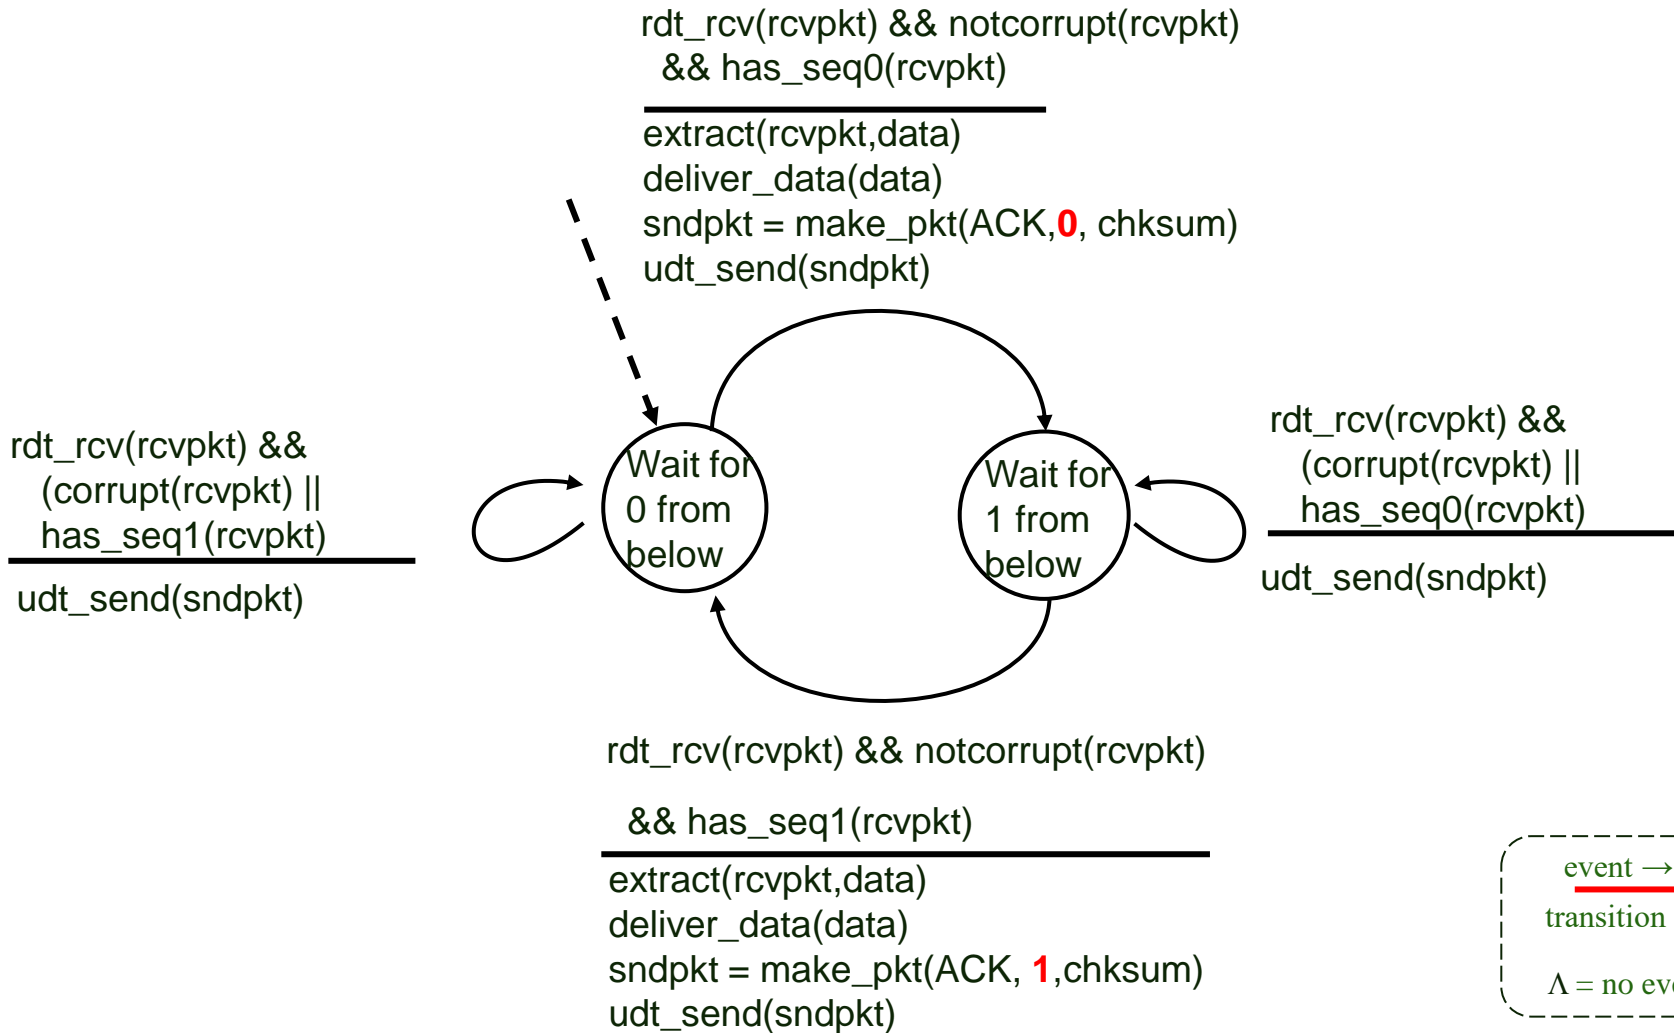 rdt_rcv(rcvpkt) && notcorrupt(rcvpkt)
&& has_seq0(rcvpkt)
extract(rcvpkt,data)
deliver_data(data)
sndpkt = make_pkt(ACK,0, chksum)
udt_send(sndpkt)
rdt_rcv(rcvpkt) &&
(corrupt(rcvpkt) ||
has_seq1(rcvpkt)
udt_send(sndpkt)
Wait for
0 from
below
Wait for
1 from
below
rdt_rcv(rcvpkt) &&
(corrupt(rcvpkt) ||
has_seq0(rcvpkt)
udt_send(sndpkt)
rdt_rcv(rcvpkt) && notcorrupt(rcvpkt)
&& has_seq1(rcvpkt)
extract(rcvpkt,data)
deliver_data(data)
sndpkt = make_pkt(ACK, 1,chksum)
udt_send(sndpkt)
event →
transition
Λ = no eve